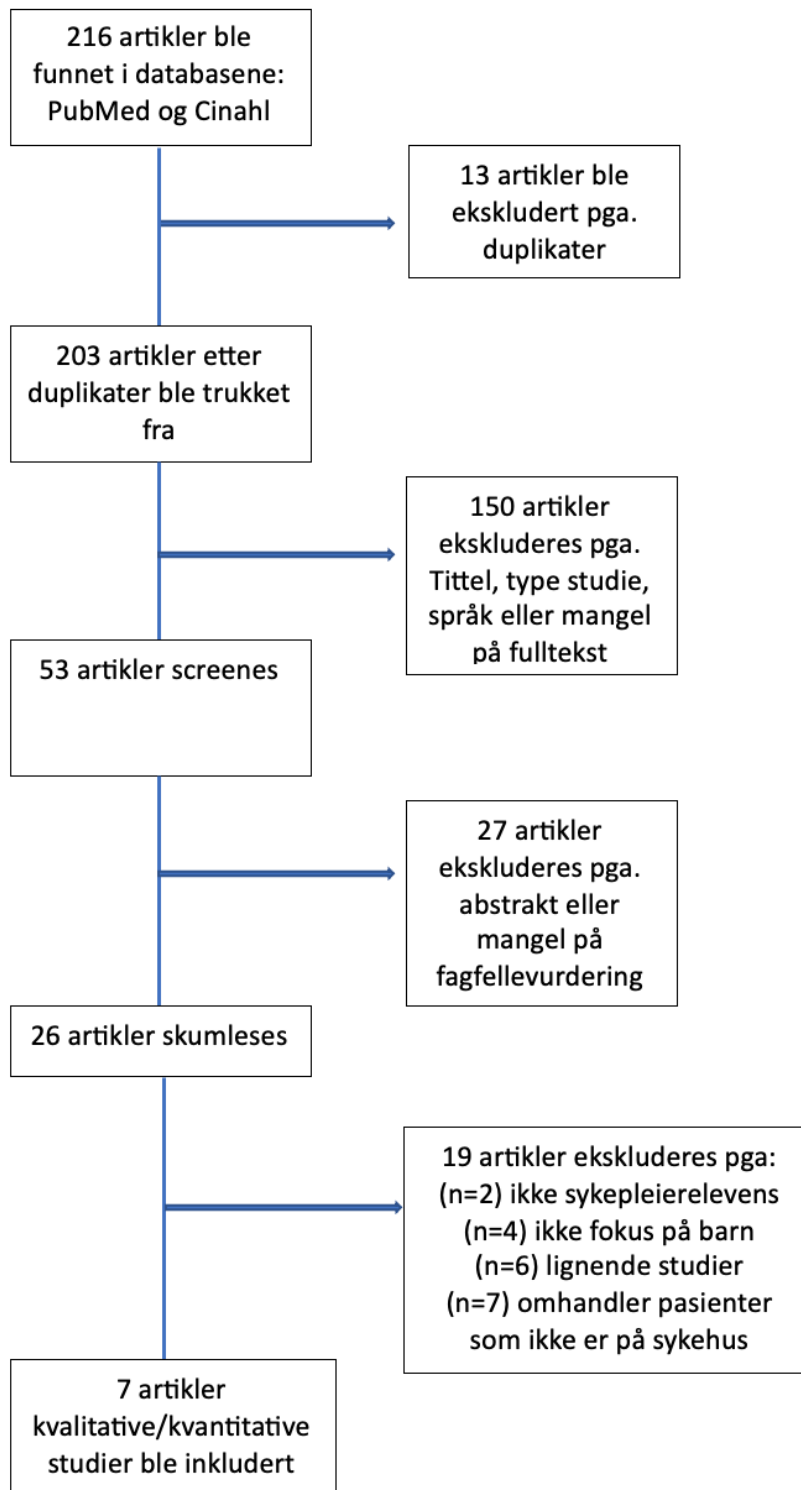 216 artikler ble
funnet i databasene:
PubMed og Cinahl
13 artikler ble
ekskludert pga.
duplikater
203 artikler etter
duplikater ble trukket
fra
150 artikler
ekskluderes pga.
Tittel, type studie,
språk eller mangel
på fulltekst
53 artikler screenes
27 artikler
ekskluderes pga.
abstrakt eller
mangel på
fagfellevurdering
26 artikler skumleses
19 artikler ekskluderes pga:
(n=2) ikke sykepleierelevens
(n=4) ikke fokus på barn
(n=6) lignende studier
(n=7) omhandler pasienter
som ikke er på sykehus
7 artikler
kvalitative/kvantitative
studier ble inkludert